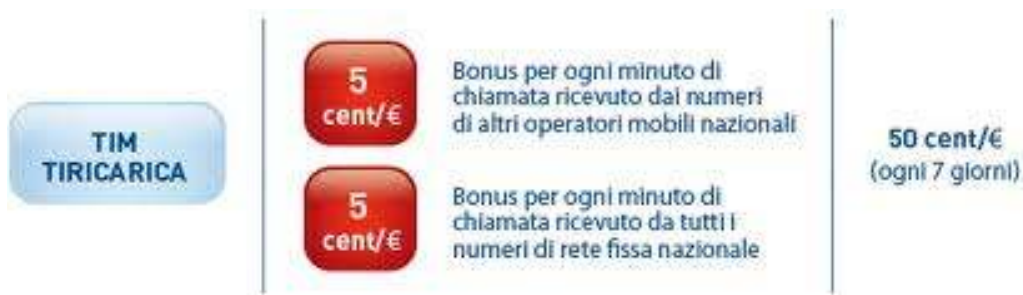 TIM
TIRICARICA
5
cent/€
Bonus per ogni minuto di
chiamata ricevuto dai numeri
di altri operatori mobili nazionali
5
cent/€
Bonus per ogni minuto di
chiamata ricevuto da tutti i
numeri di rete fissa nazionale
50 cent/€
(ogni 7 giorni)